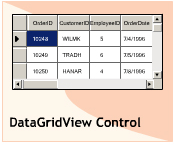 OrderID CustomerID EmployeeID OrderDate
10248 WILMK 5 7/4/1996
10249 TRADH 6 7/5/1996
10250 HANAR 4 7/8/1996
DataGridView Control